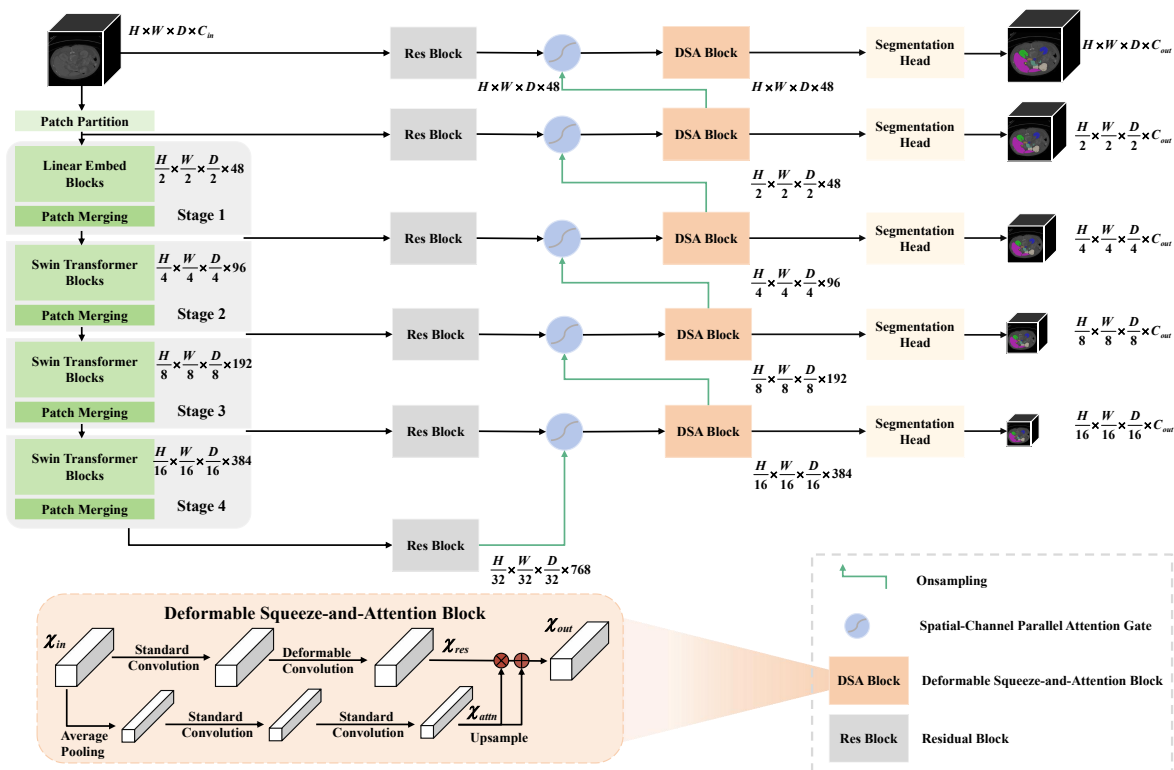 H×W×D×C_in
Res Block
DSA Block
Segmentation
Head
H×W×D×C_out
H×W×D×48
H×W×D×48
Patch Partition
Res Block
DSA Block
Segmentation
Head
H/2×W/2×D/2×C_out
Linear Embed
Blocks
H/2×W/2×D/2×48
H/2×W/2×D/2×48
Patch Merging
Stage 1
Res Block
DSA Block
Segmentation
Head
H/4×W/4×D/4×C_out
Swin Transformer
Blocks
H/4×W/4×D/4×96
H/4×W/4×D/4×96
Patch Merging
Stage 2
Res Block
DSA Block
Segmentation
Head
H/8×W/8×D/8×C_out
Swin Transformer
Blocks
H/8×W/8×D/8×192
H/8×W/8×D/8×192
Patch Merging
Stage 3
Res Block
DSA Block
Segmentation
Head
H/16×W/16×D/16×C_out
Swin Transformer
Blocks
H/16×W/16×D/16×384
H/16×W/16×D/16×384
Patch Merging
Stage 4
Res Block
H/32×W/32×D/32×768
Deformable Squeeze-and-Attention Block
χ_in
Standard
Convolution
Deformable
Convolution
χ_res
χ_out
Average
Pooling
Standard
Convolution
Standard
Convolution
χ_attn
Upsample
Onsampling
Spatial-Channel Parallel Attention Gate
DSA Block
Deformable Squeeze-and-Attention Block
Res Block
Residual Block